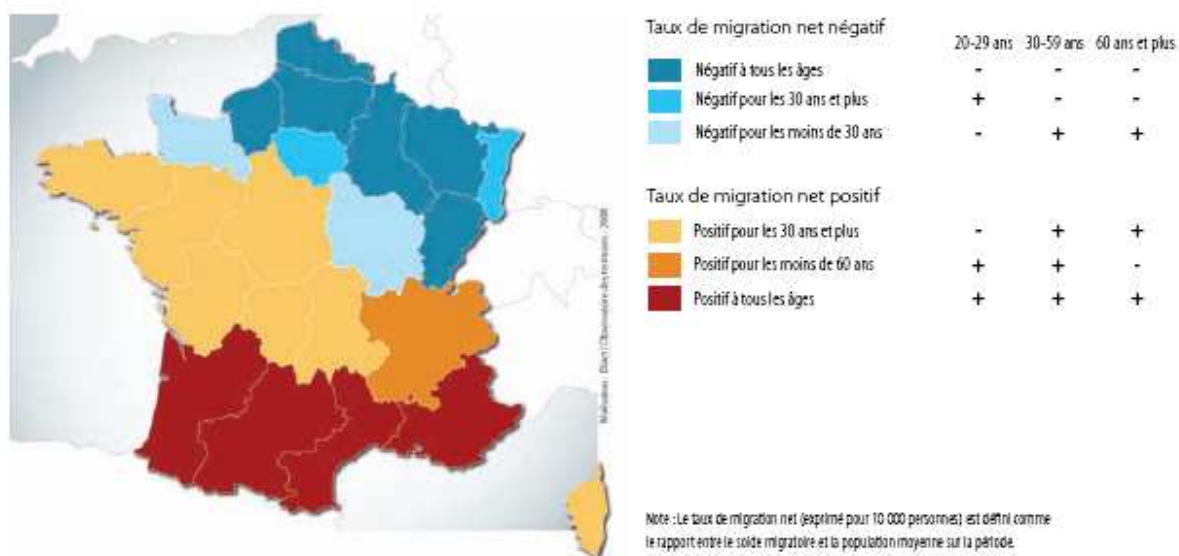 Taux de migration net négatif
20-29 ans 30-59 ans 60 ans et plus
Négatif à tous les âges - - -
Négatif pour les 30 ans et plus + - -
Négatif pour les moins de 30 ans - + +
Taux de migration net positif
Positif pour les 30 ans et plus - + +
Positif pour les moins de 60 ans + + -
Positif à tous les âges + + +
Note : Le taux de migration net (exprimé pour 10 000 personnes) est défini comme
le rapport entre le solde migratoire et la population moyenne sur la période.